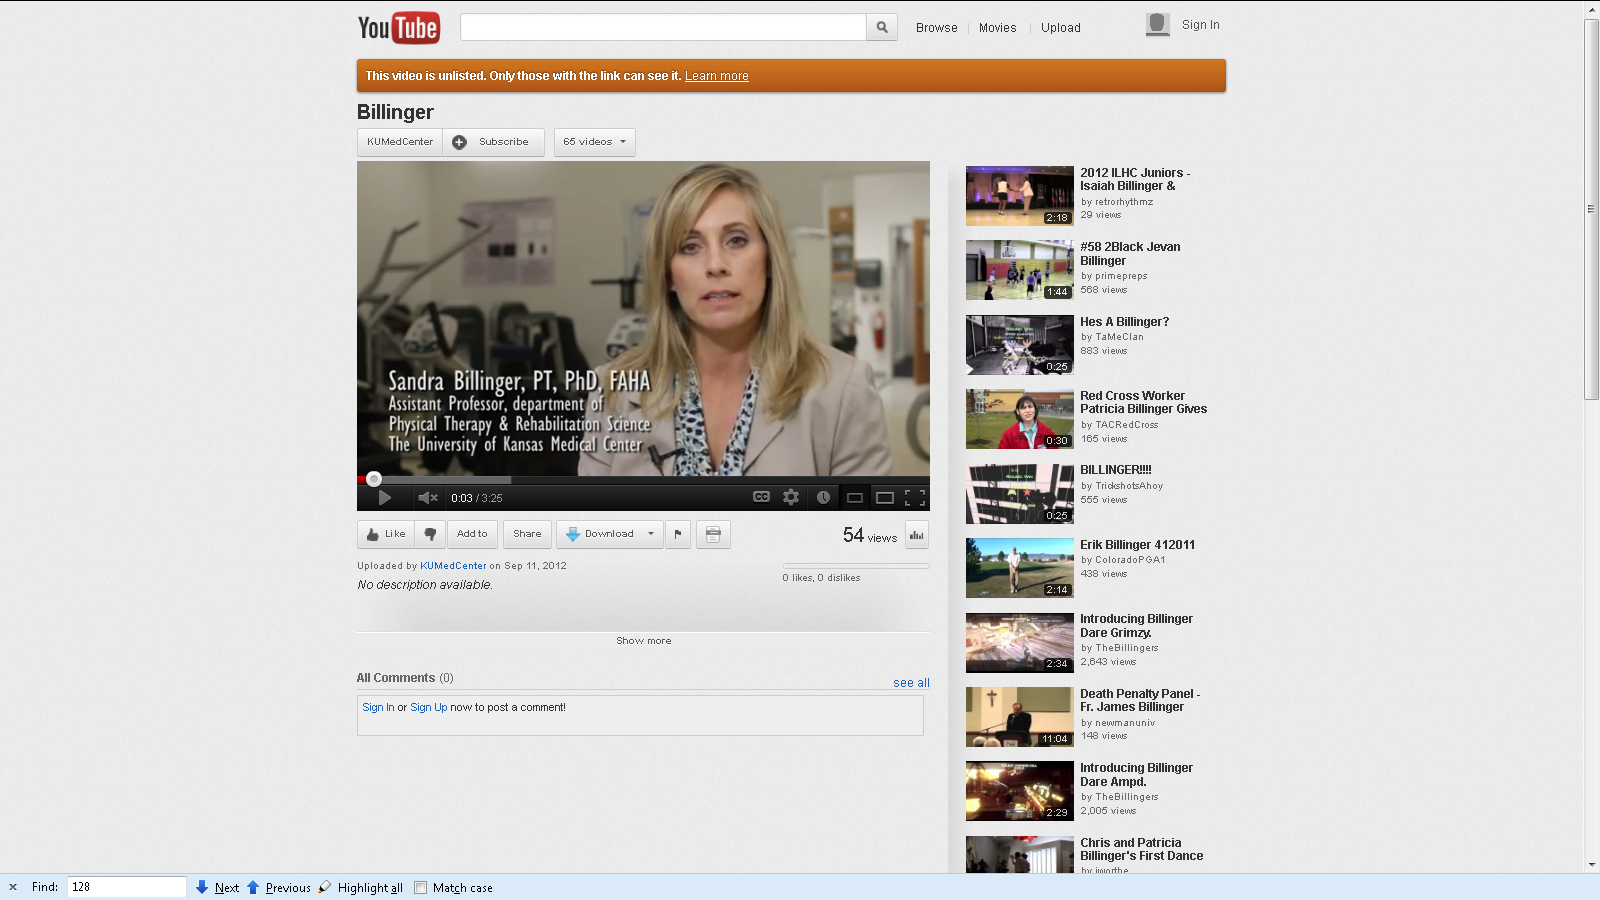 YouTube
Browse
Movies
Upload
Sign In
This video is unlisted. Only those with the link can see it. Learn more
Billinger
KUMedCenter
Subscribe
65 videos
Sandra Billinger, PT, PhD, FAHA
Assistant Professor, department of
Physical Therapy & Rehabilitation Science
The University of Kansas Medical Center
0:03 / 3:25
CC
Like
Add to
Share
Download
54 views
Uploaded by KUMedCenter on Sep 11, 2012
0 likes, 0 dislikes
No description available.
Show more
All Comments (0)
see all
Sign In or Sign Up now to post a comment!
2:18
2012 ILHC Juniors -
Isaiah Billinger &
by retrorhythmz
29 views
1:44
#58 2Black Jevan
Billinger
by primepreps
568 views
0:25
Hes A Billinger?
by TaMeClan
883 views
0:30
Red Cross Worker
Patricia Billinger Gives
by TACRedCross
165 views
0:25
BILLINGER!!!!
by TrickshotsAhoy
555 views
2:14
Erik Billinger 412011
by ColoradoPGA1
438 views
2:34
Introducing Billinger
Dare Grimzy.
by TheBillingers
2,643 views
11:04
Death Penalty Panel -
Fr. James Billinger
by newmanuniv
148 views
2:29
Introducing Billinger
Dare Ampd.
by TheBillingers
2,005 views
Chris and Patricia
Billinger's First Dance
Find:
128
Next
Previous
Highlight all
Match case